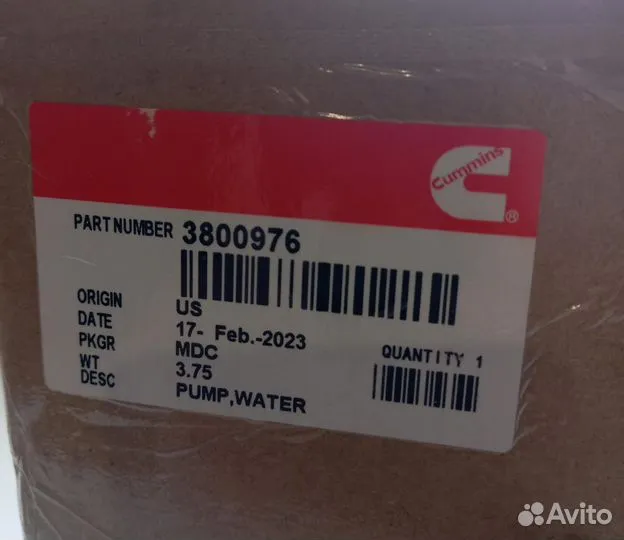 Cummins
®
PART NUMBER 3800976
ORIGIN US
DATE 17- Feb.-2023
PKGR MDC
WT 3.75
DESC PUMP,WATER
QUANTITY 1
Avito